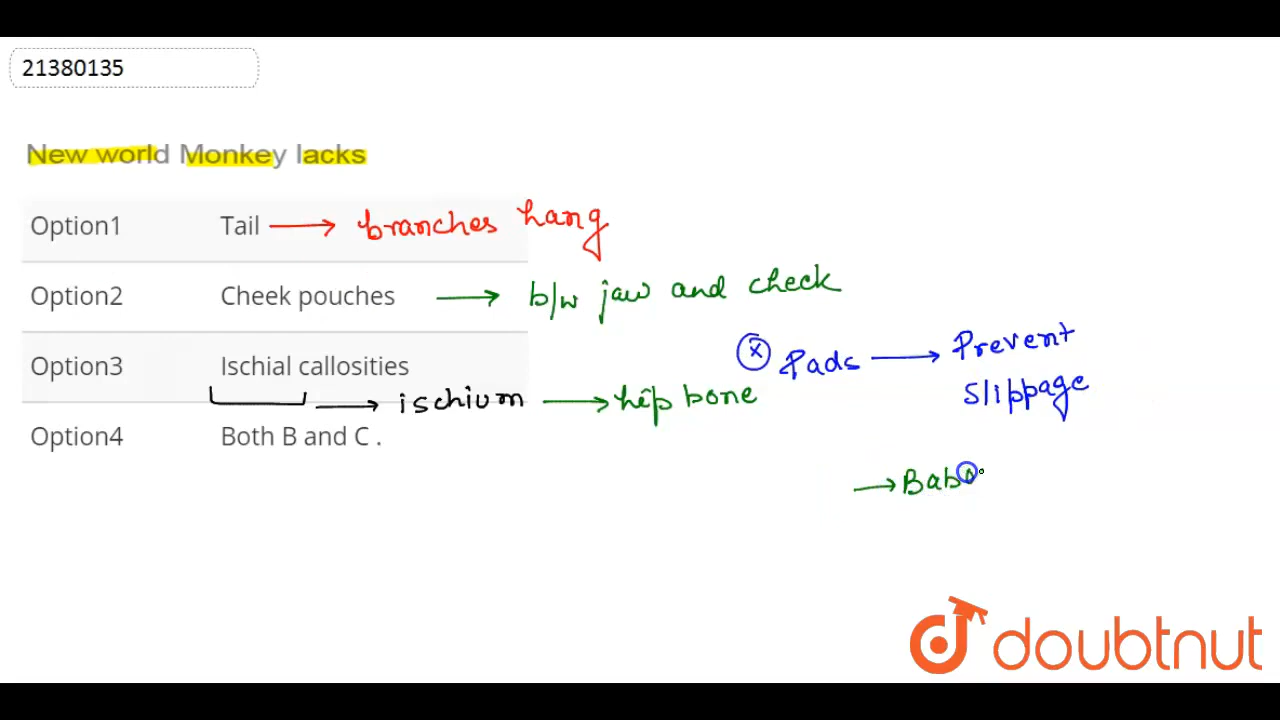 21380135
New world Monkey lacks
Option1 Tail → branches hang
Option2 Cheek pouches → b/w jaw and check
Option3 Ischial callosities
ⓧ Pads → Prevent slippage
→ ischium → hip bone
Option4 Both B and C .
→ Babo
doubtnut